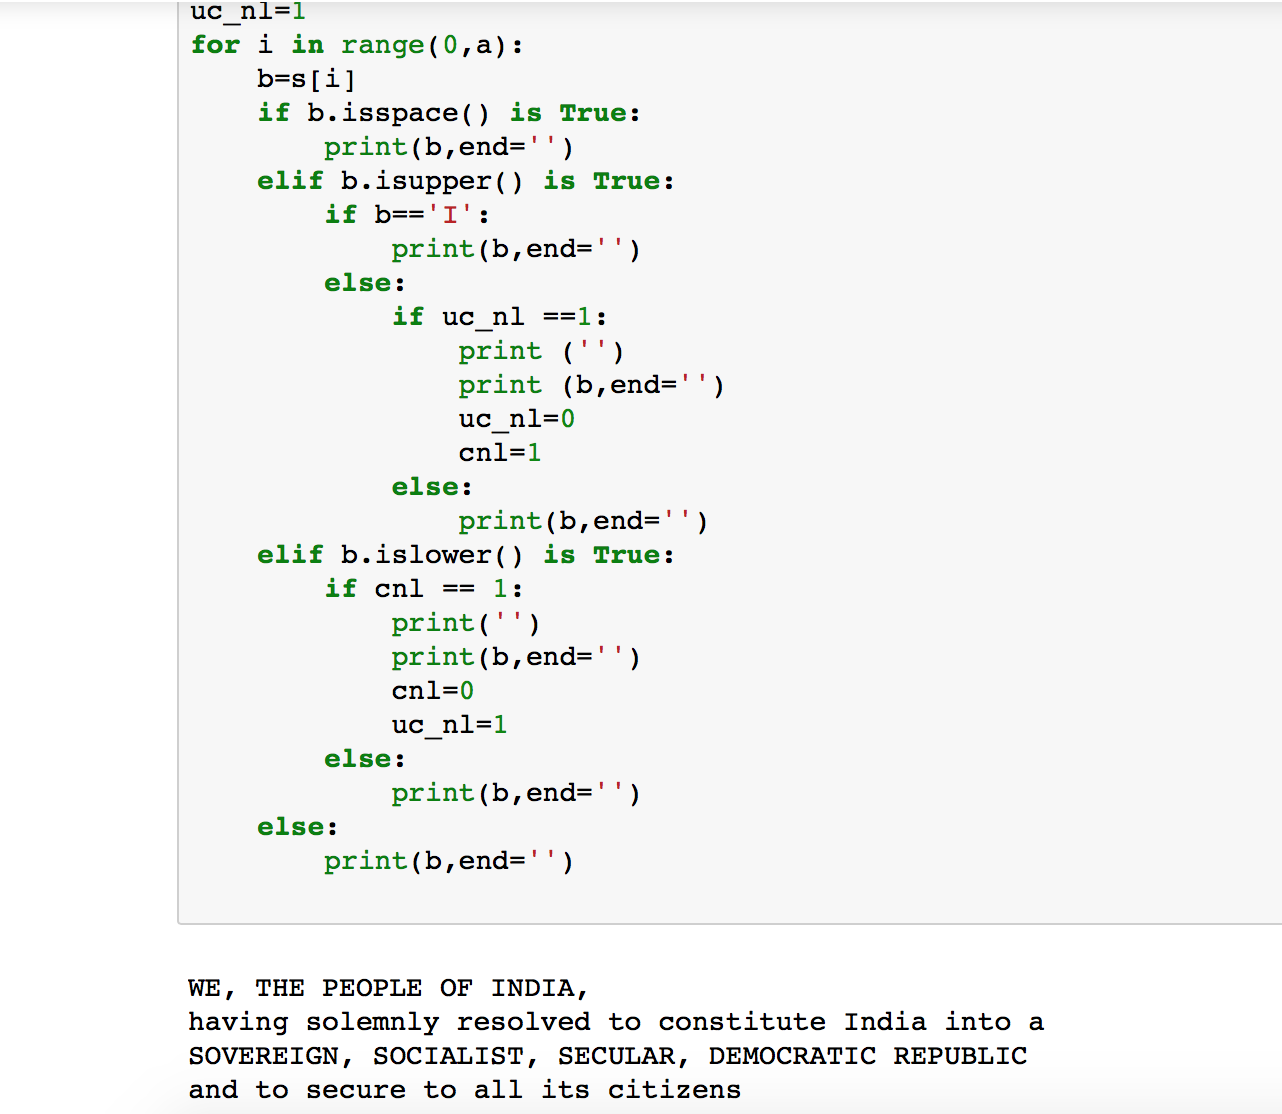 uc_nl=1
for i in range(0,a):
    b=s[i]
    if b.isspace() is True:
        print(b,end='')
    elif b.isupper() is True:
        if b=='I':
            print(b,end='')
        else:
            if uc_nl ==1:
                print ('')
                print (b,end='')
                uc_nl=0
                cnl=1
            else:
                print(b,end='')
    elif b.islower() is True:
        if cnl == 1:
            print('')
            print(b,end='')
            cnl=0
            uc_nl=1
        else:
            print(b,end='')
    else:
        print(b,end='')
WE, THE PEOPLE OF INDIA,
having solemnly resolved to constitute India into a
SOVEREIGN, SOCIALIST, SECULAR, DEMOCRATIC REPUBLIC
and to secure to all its citizens